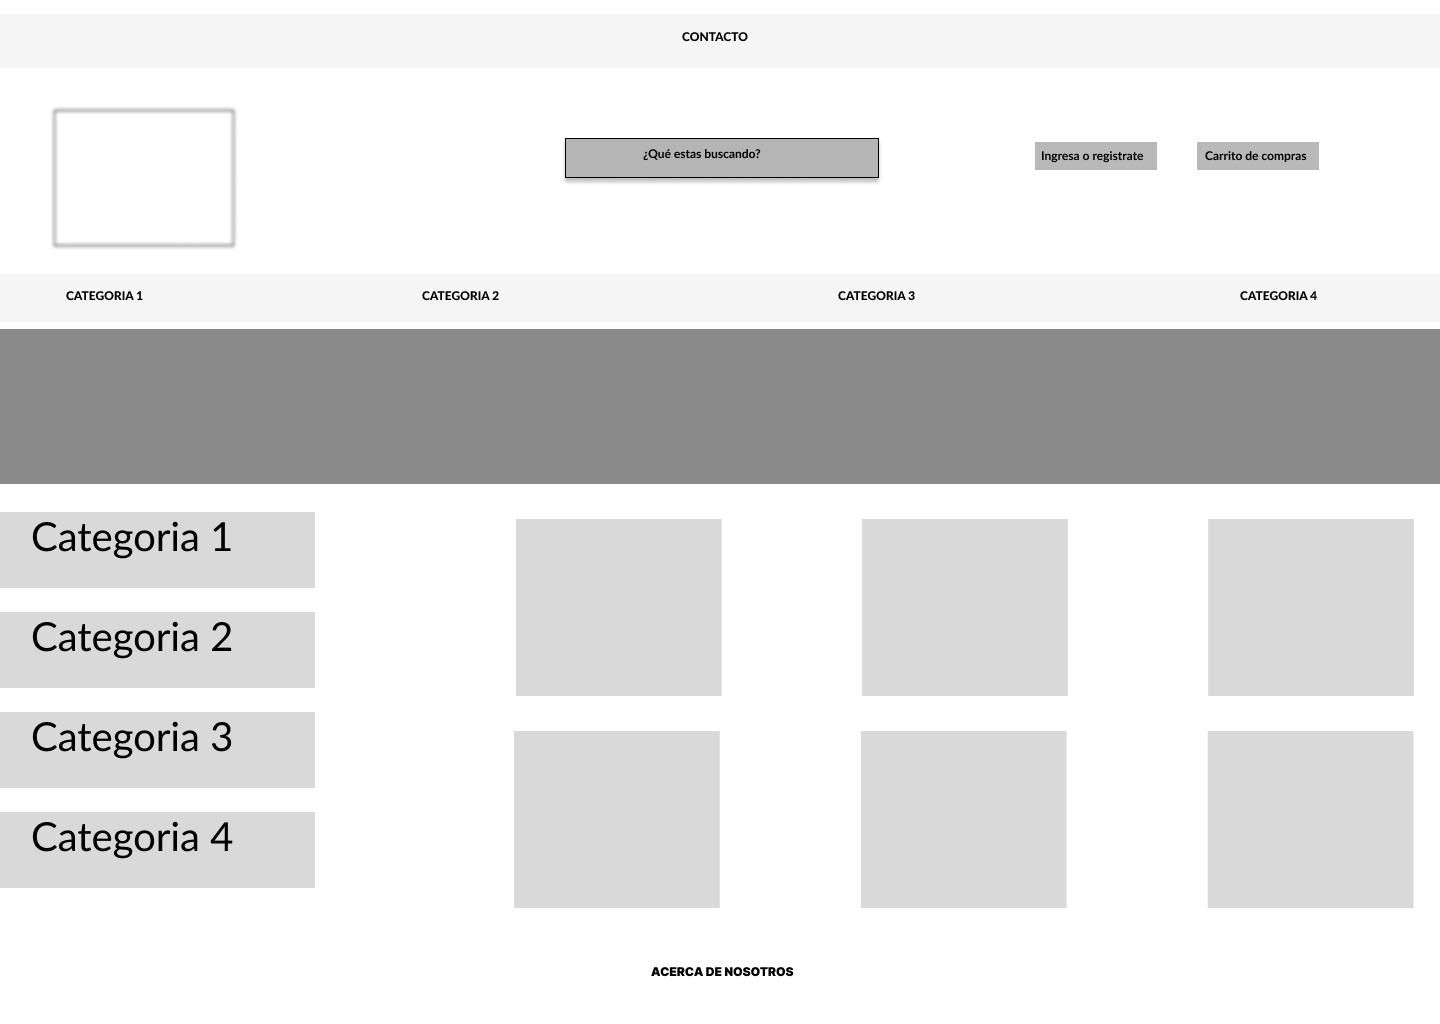 CONTACTO
¿Qué estas buscando?
Ingresa o registrate
Carrito de compras
CATEGORIA 1
CATEGORIA 2
CATEGORIA 3
CATEGORIA 4
Categoria 1
Categoria 2
Categoria 3
Categoria 4
ACERCA DE NOSOTROS